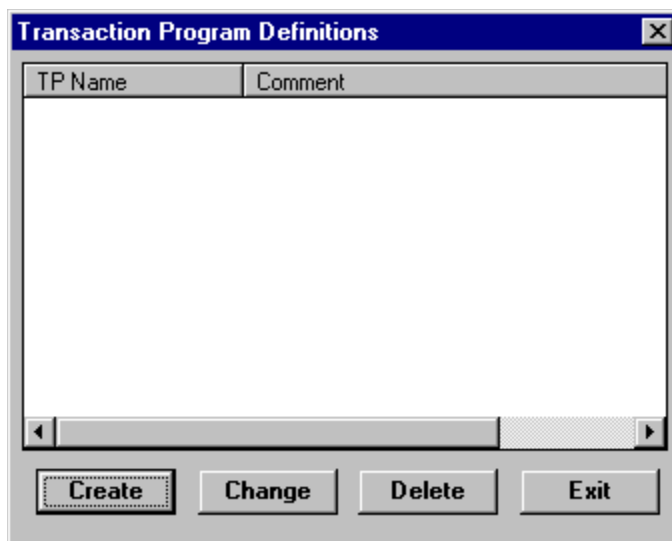 Transaction Program Definitions
TP Name Comment
Create Change Delete Exit